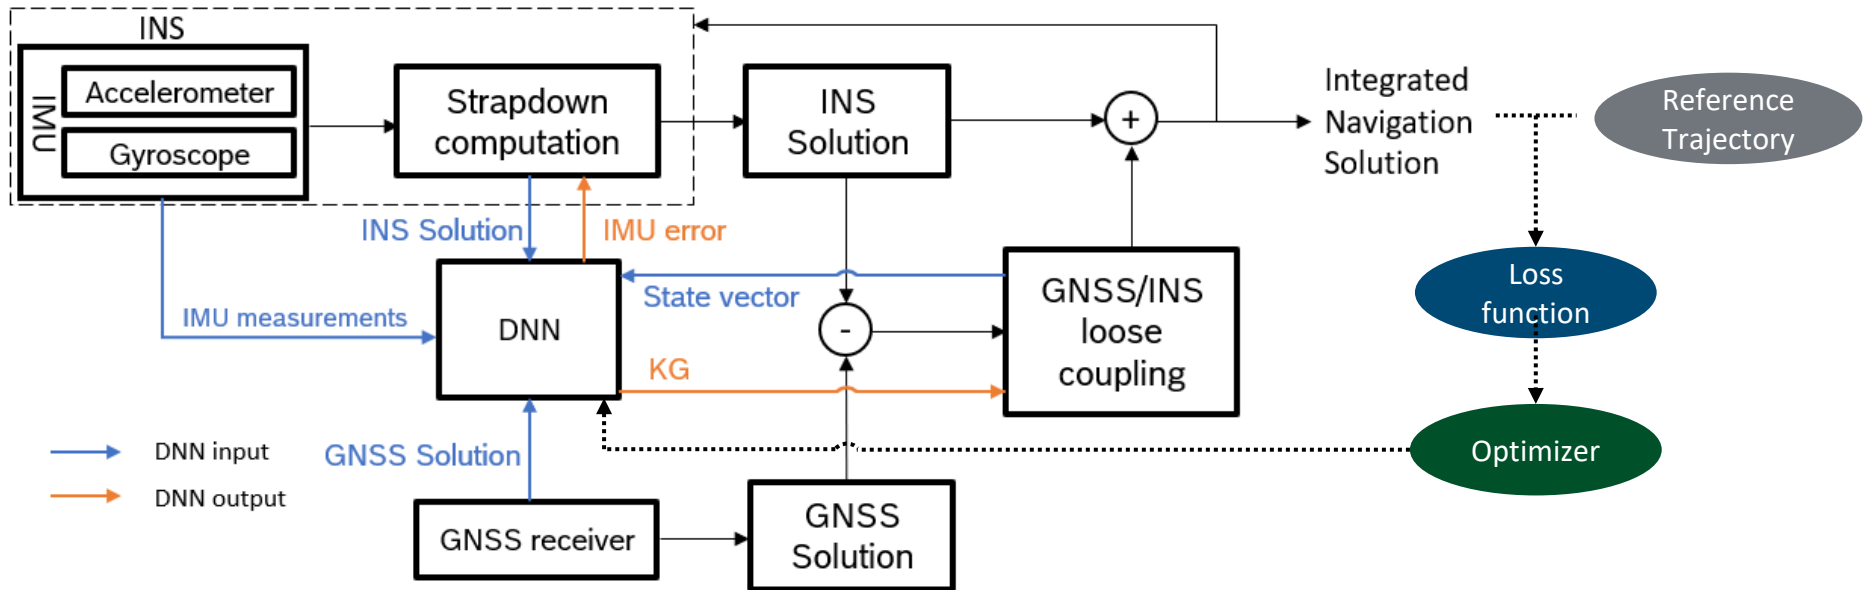 INS
IMU
Accelerometer
Gyroscope
Strapdown
computation
INS
Solution
+
Integrated
Navigation
Solution
Reference
Trajectory
INS Solution
IMU error
State vector
IMU measurements
DNN
-
GNSS/INS
loose
coupling
Loss
function
KG
DNN input
DNN output
GNSS Solution
Optimizer
GNSS receiver
GNSS
Solution